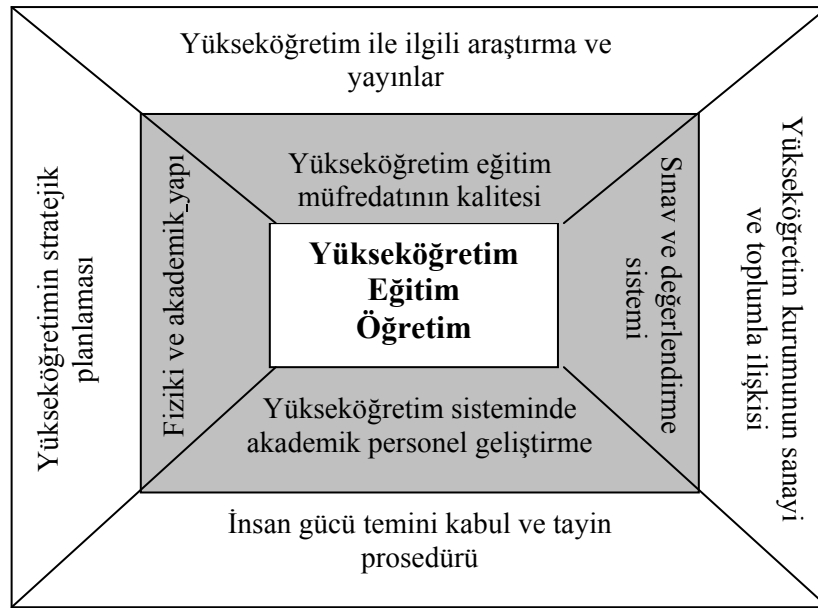 Yükseköğretim ile ilgili araştırma ve
yayınlar
Yükseköğretimin stratejik
planlaması
Fiziki ve akademik yapı
Yükseköğretim eğitim
müfredatının kalitesi
Yükseköğretim
Eğitim
Öğretim
Sınav ve değerlendirme
sistemi
Yükseköğretim kurumunun sanayi
ve toplumla ilişkisi
Yükseköğretim sisteminde
akademik personel geliştirme
İnsan gücü temini kabul ve tayin
prosedürü